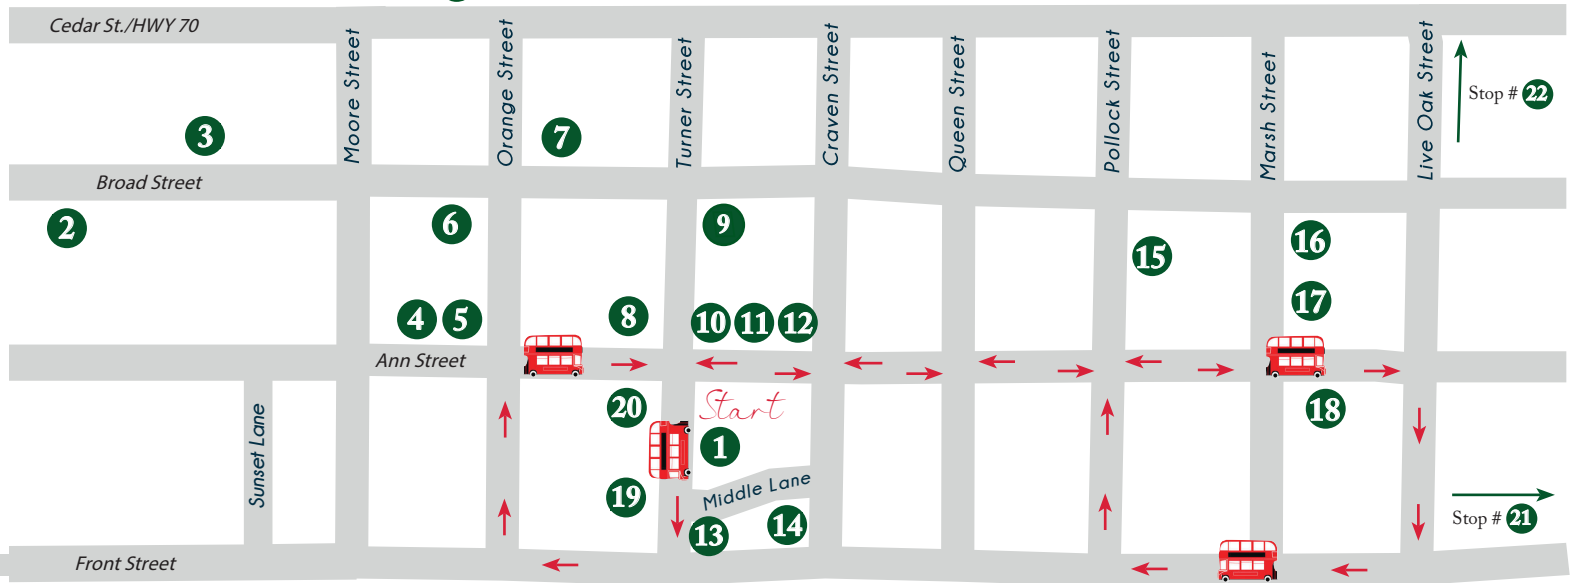 Cedar St./HWY 70
Moore Street
Orange Street
Turner Street
Craven Street
Queen Street
Pollock Street
Marsh Street
Live Oak Street
Stop # 22
3
7
Broad Street
2
6
9
15
16
17
4
5
8
10
11
12
Ann Street
20
Start
18
1
Sunset Lane
Middle Lane
19
13
14
Stop # 21
Front Street